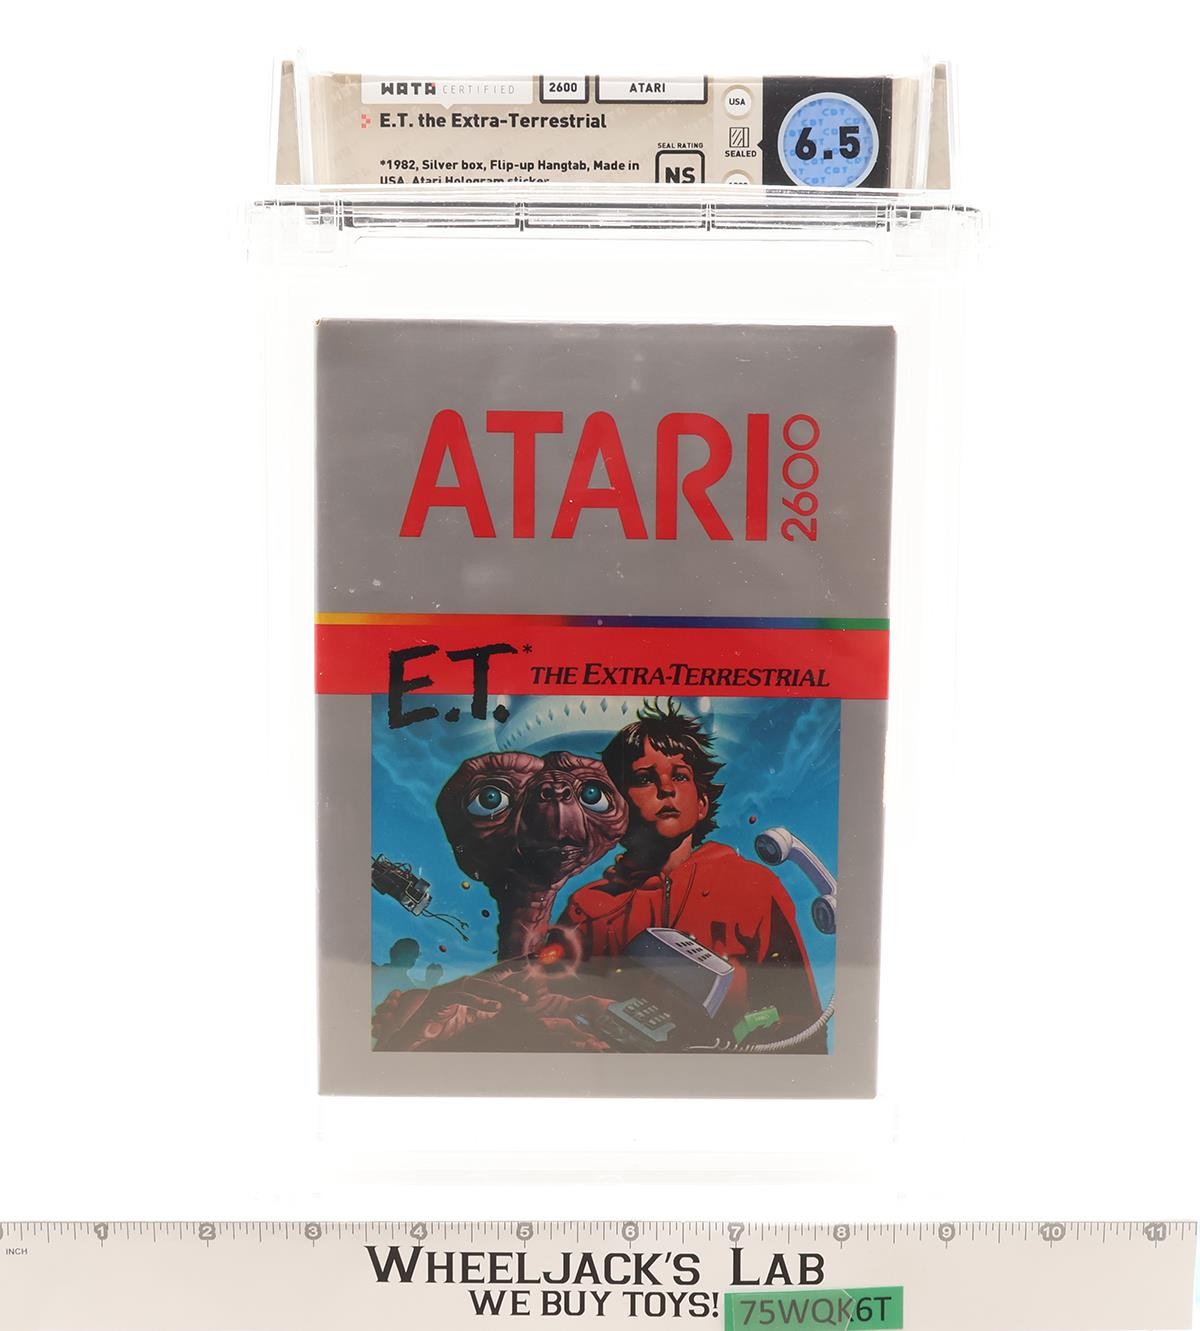 WATA CERTIFIED
2600
ATARI
USA
E.T. the Extra-Terrestrial
SEALED
6.5
*1982, Silver box, Flip-up Hangtab, Made in
USA, Atari Hologram sticker
SEAL RATING
NS
ATARI 2600
E.T.* THE EXTRA-TERRESTRIAL
1 2 3 4 5 6 7 8 9 10 11
INCH
WHEELJACK'S LAB
WE BUY TOYS!
75WQK6T